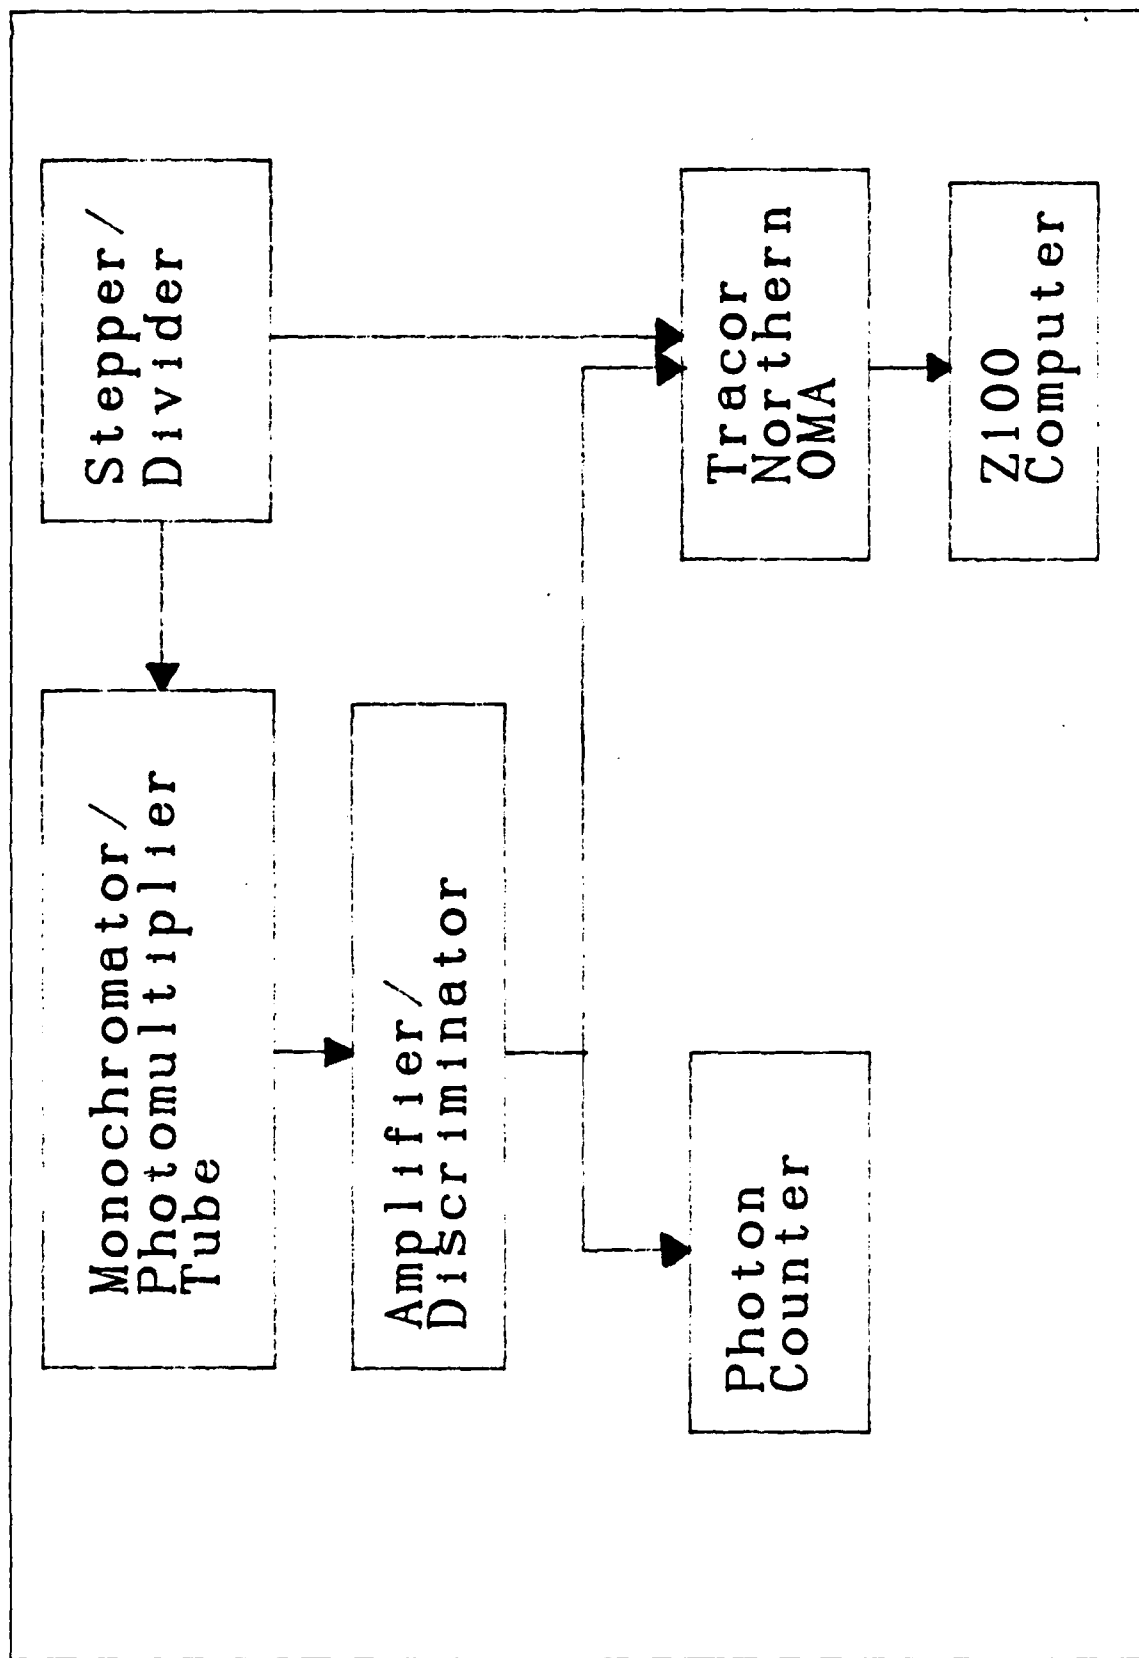 Monochromator/
Photomultiplier
Tube
Stepper/
Divider
Amplifier/
Discriminator
Photon
Counter
Tracor
Northern
OMA
Z100
Computer